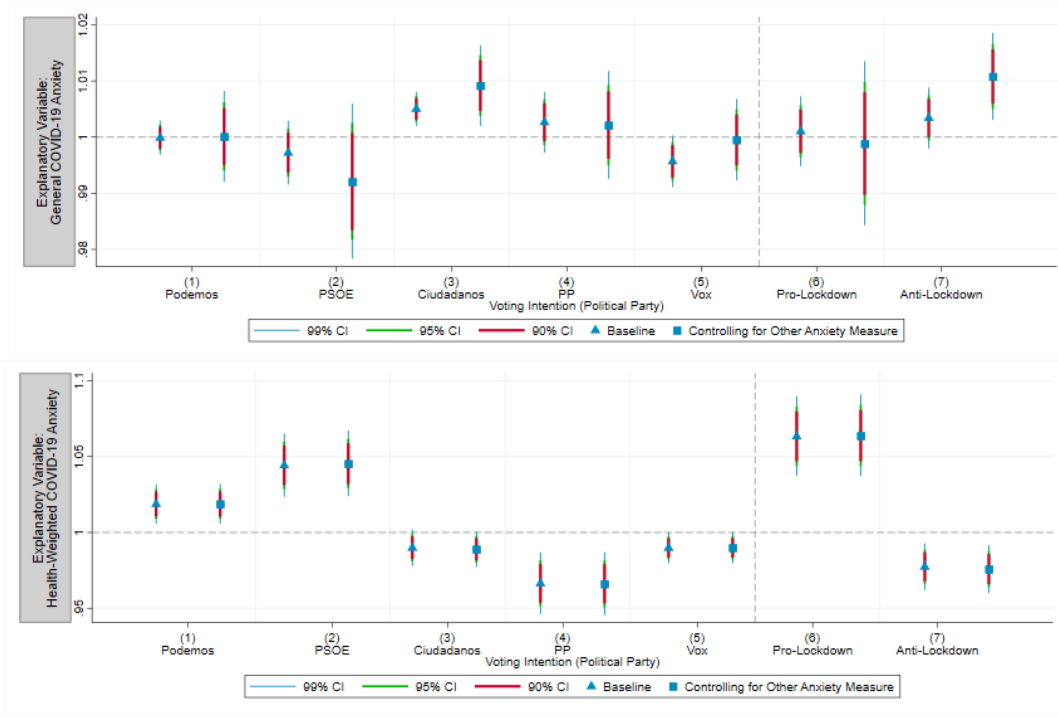 Explanatory Variable:
General COVID-19 Anxiety
1.02
1.01
1
.99
.98
(1)
Podemos
(2)
PSOE
(3)
Ciudadanos
(4)
PP
(5)
Vox
(6)
Pro-Lockdown
(7)
Anti-Lockdown
Voting Intention (Political Party)
99% CI 95% CI 90% CI Baseline Controlling for Other Anxiety Measure
Explanatory Variable:
Health-Weighted COVID-19 Anxiety
1.1
1.05
1
.95
(1)
Podemos
(2)
PSOE
(3)
Ciudadanos
(4)
PP
(5)
Vox
(6)
Pro-Lockdown
(7)
Anti-Lockdown
Voting Intention (Political Party)
99% CI 95% CI 90% CI Baseline Controlling for Other Anxiety Measure